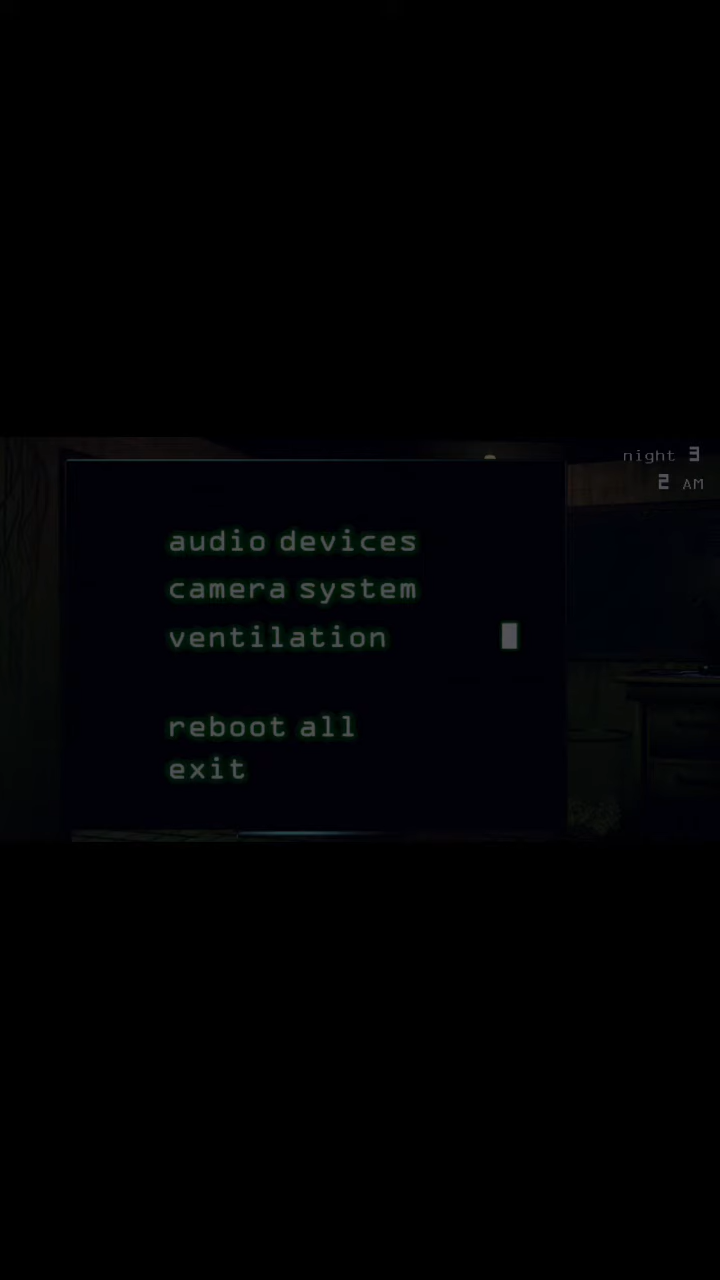 night 3
2 AM
audio devices
camera system
ventilation
reboot all
exit